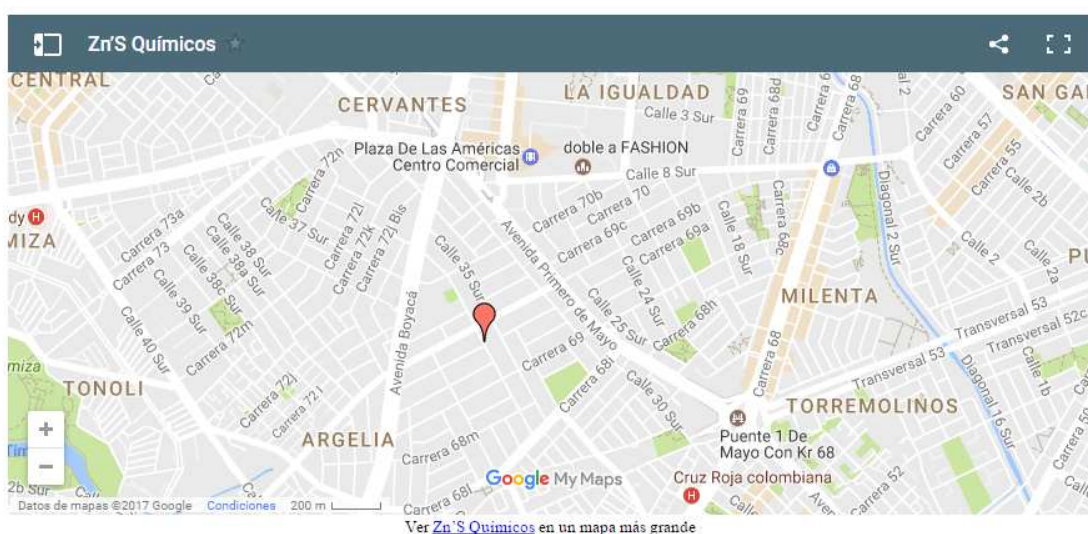 Zn'S Químicos
CENTRAL
CERVANTES
LA IGUALDAD
Calle 3 Sur
Carrera 69
Carrera 68d
Carrera 68
Carrera 60
Carrera 57
Carrera 55
Calle 2b
Plaza De Las Américas
Centro Comercial
doble a FASHION
Calle 8 Sur
Carrera 72n
Carrera 72l
Carrera 72k
Carrera 72j Bis
Calle 37 Sur
Carrera 73a
Carrera 73
Calle 38 Sur
Calle 38a Sur
Calle 38c Sur
Calle 39 Sur
Calle 40 Sur
Carrera 72m
Avenida Boyacá
Calle 35 Sur
Avenida Primero de Mayo
Carrera 70b
Carrera 70
Carrera 69c
Carrera 69b
Carrera 69a
Calle 18 Sur
Carrera 68c
Diagonal 2 Sur
Calle 2
Calle 2a
Calle 24 Sur
Calle 25 Sur
Carrera 68h
MILENTA
Transversal 53
Transversal 52c
Carrera 69
Carrera 68i
Calle 30 Sur
Carrera 68
Transversal 53
Calle 1b
Diagonal 16 Sur
TONOLI
Carrera 72j
Carrera 72 I
ARGELIA
Carrera 68m
Carrera 68l
TORREMOLINOS
Puente 1 De
Mayo Con Kr 68
Cruz Roja colombiana
Carrera 52
Google My Maps
Datos de mapas ©2017 Google Condiciones 200 m
Ver Zn`S Quimicos en un mapa más grande